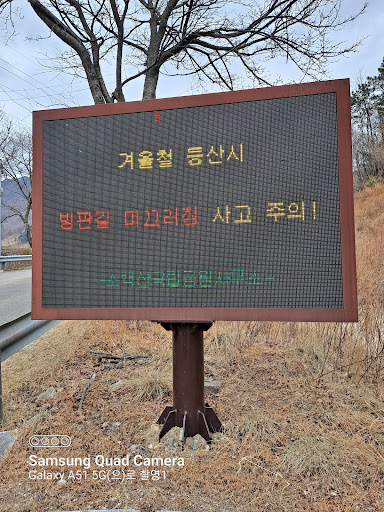 겨울철 등산시
빙판길 미끄러짐 사고 주의!
-소백산국립공원사무소-
Samsung Quad Camera
Galaxy A51 5G(으)로 촬영1